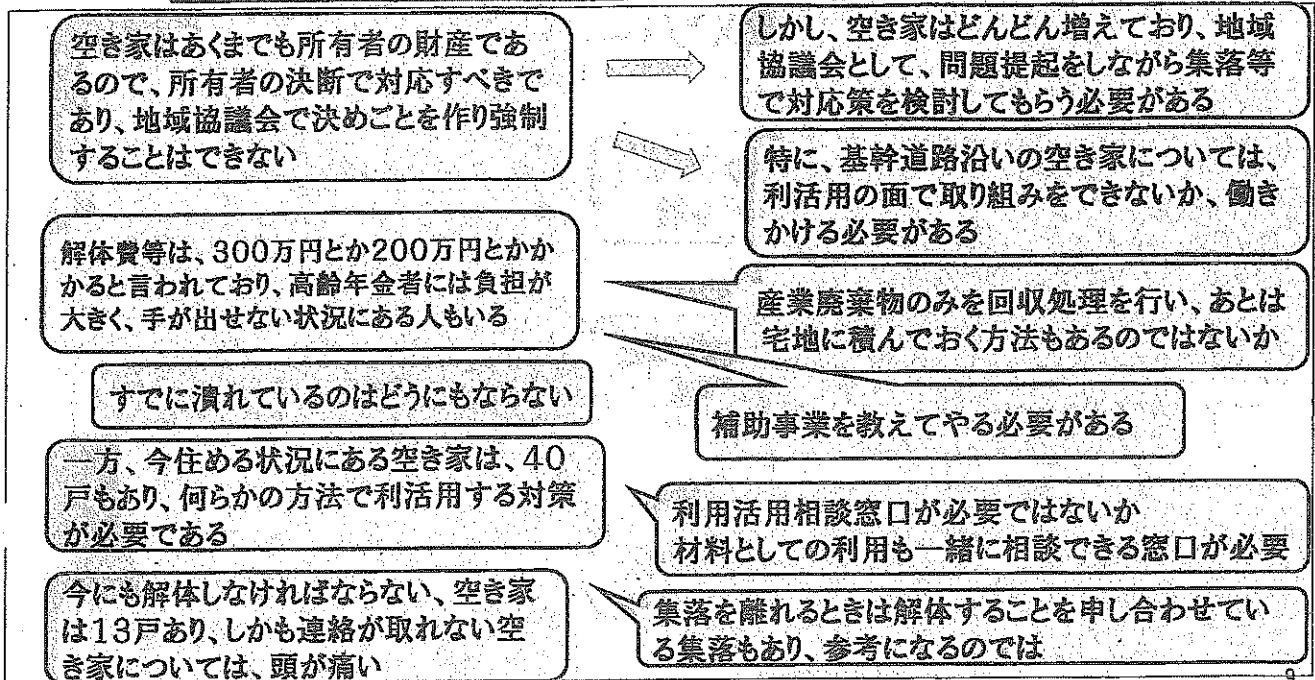 空き家はあくまでも所有者の財産であ
るので、所有者の決断で対応すべきで
あり、地域協議会で決めごとを作り強制
することはできない
しかし、空き家はどんどん増えており、地域
協議会として、問題提起をしながら集落等
で対応策を検討してもらう必要がある
特に、基幹道路沿いの空き家については、
利活用の面で取り組みをできないか、働き
かける必要がある
解体費等は、300万円とか200万円とかか
かると言われており、高齢年金者には負担が
大きく、手が出せない状況にある人もいる
産業廃棄物のみを回収処理を行い、あとは
宅地に積んでおく方法もあるのではないか
すでに潰れているのはどうにもならない
補助事業を教えてやる必要がある
一方、今住める状況にある空き家は、40
戸もあり、何らかの方法で利活用する対策
が必要である
利用活用相談窓口が必要ではないか
材料としての利用も一緒に相談できる窓口が必要
今にも解体しなければならない、空き家
は13戸あり、しかも連絡が取れない空
き家については、頭が痛い
集落を離れるときは解体することを申し合わせてい
る集落もあり、参考になるのでは